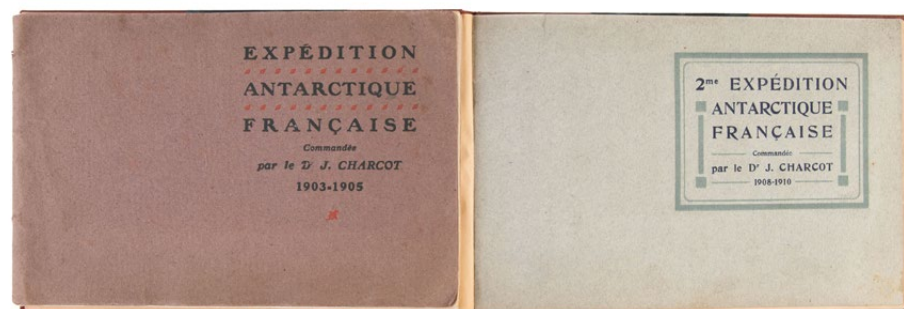 EXPÉDITION
ANTARCTIQUE
FRANÇAISE
Commandée
par le Dr J. CHARCOT
1903-1905
2me EXPÉDITION
ANTARCTIQUE
FRANÇAISE
Commandée
par le Dr J. CHARCOT
1908-1910